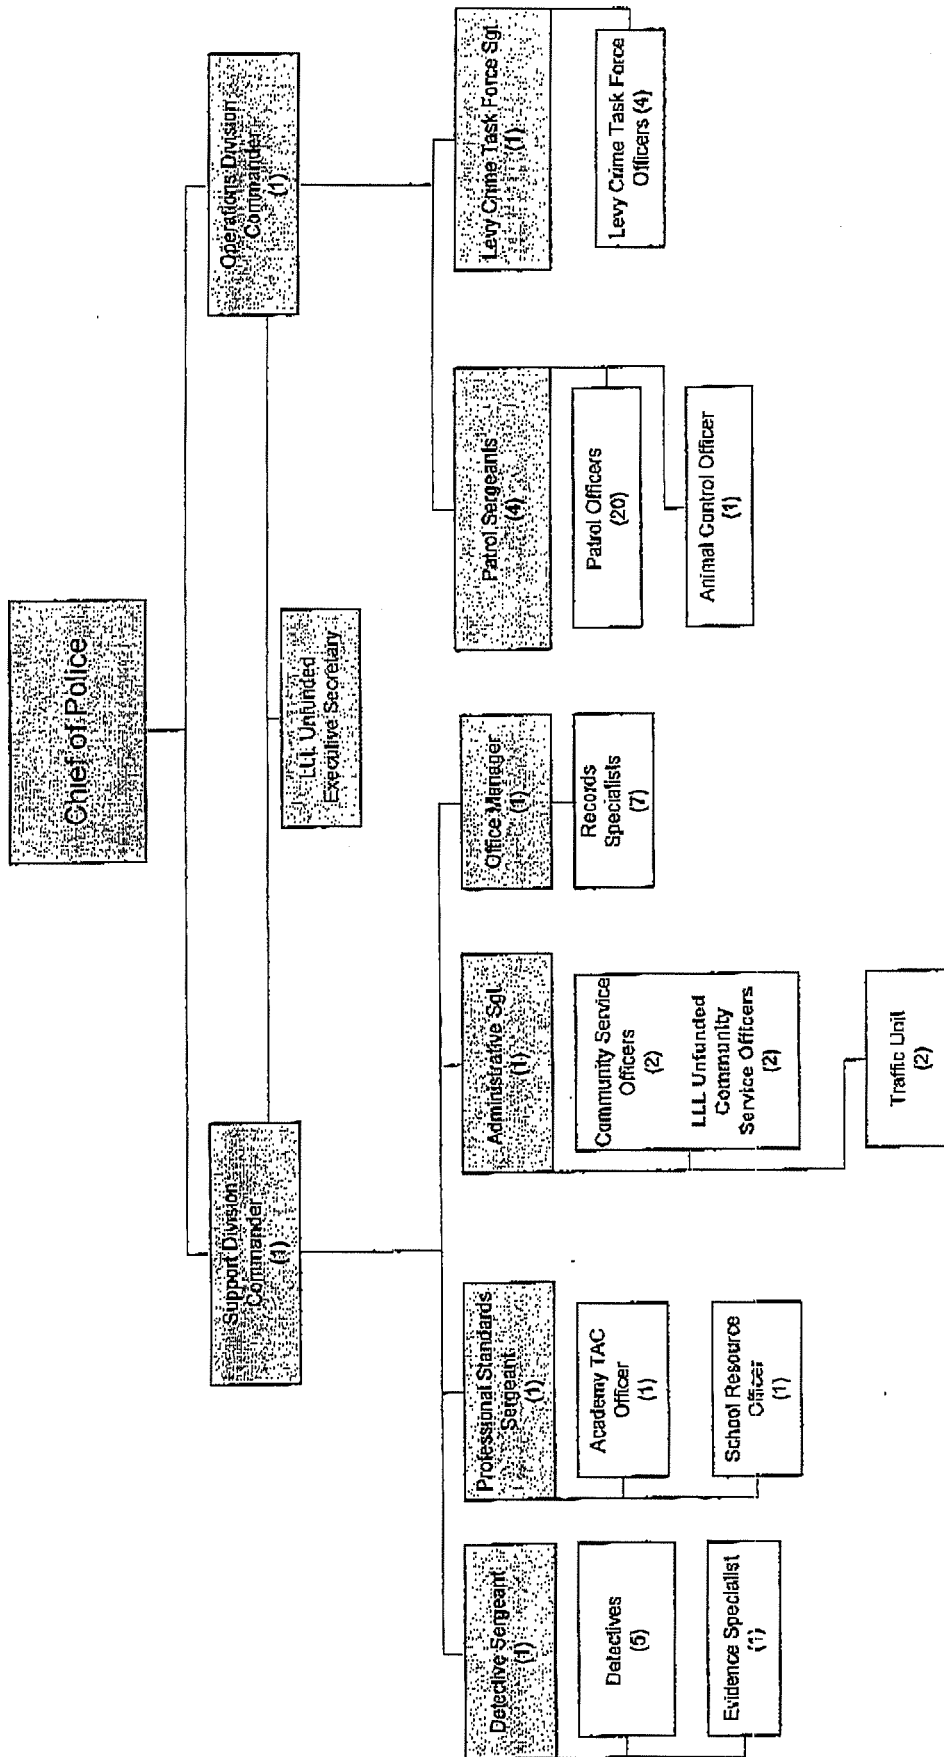 Chief of Police
Support Division
Commander
(1)
Operations Division
Commander
(1)
LLL Unfunded
Executive Secretary
Detective Sergeant
(1)
Detectives
(5)
Evidence Specialist
(1)
Professional Standards
Sergeant
(1)
Academy TAC
Officer
(1)
School Resource
Officer
(1)
Administrative Sgt.
(1)
Community Service
Officers
(2)
LLL Unfunded
Community
Service Officers
(2)
Traffic Unit
(2)
Office Manager
(1)
Records
Specialists
(7)
Patrol Sergeants
(4)
Patrol Officers
(20)
Animal Control Officer
(1)
Levy Crime Task Force Sgt.
(1)
Levy Crime Task Force
Officers (4)